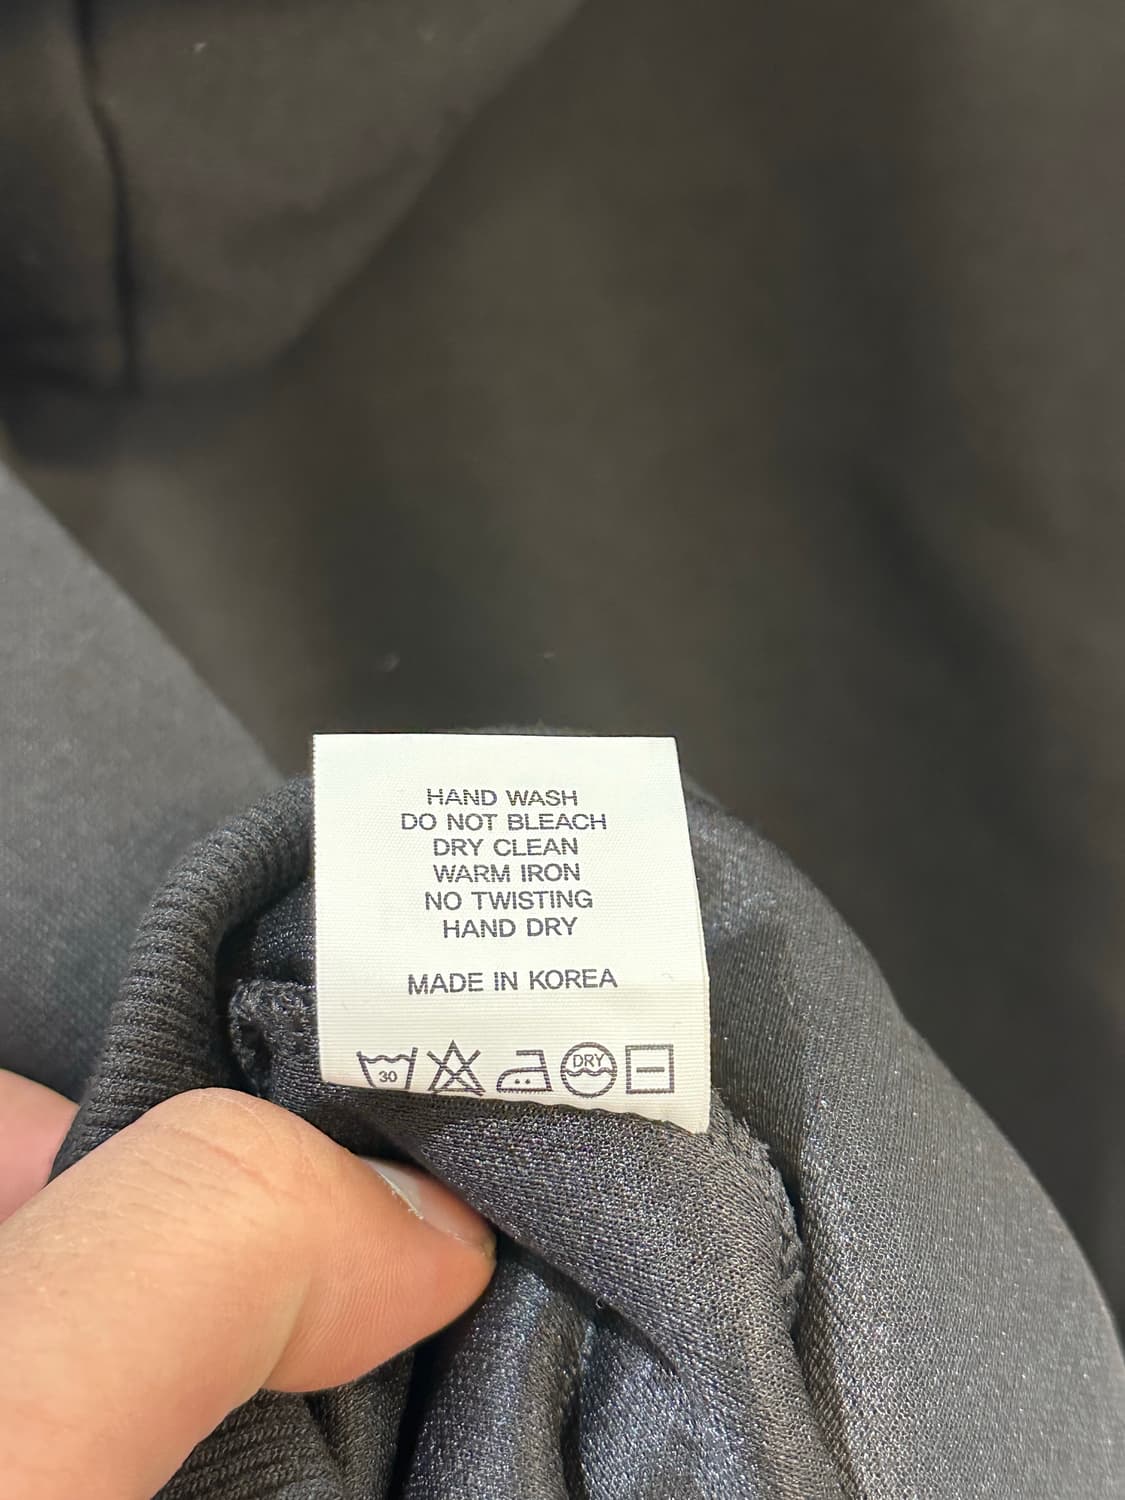 HAND WASH
DO NOT BLEACH
DRY CLEAN
WARM IRON
NO TWISTING
HAND DRY
MADE IN KOREA
30 DRY